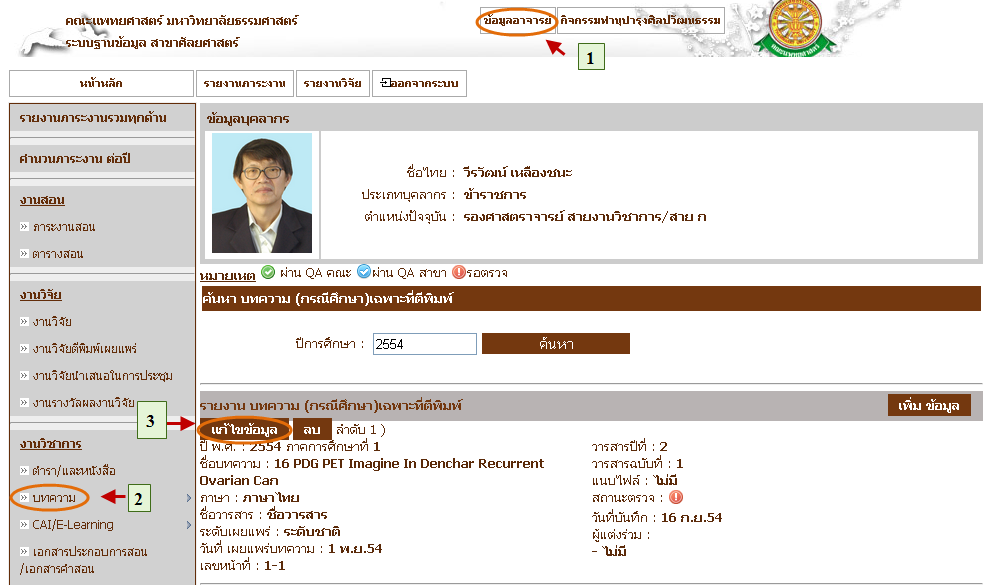 คณะแพทยศาสตร์ มหาวิทยาลัยธรรมศาสตร์
ระบบฐานข้อมูล สาขาศัลยศาสตร์
ข้อมูลอาจารย์
กิจกรรมทำนุบำรุงศิลปวัฒนธรรม
1
หน้าหลัก
รายงานภาระงาน
รายงานวิจัย
ออกจากระบบ
รายงานภาระงานรวมทุกด้าน
คำนวนภาระงาน ต่อปี
งานสอน
ภาระงานสอน
ตารางสอน
งานวิจัย
งานวิจัย
งานวิจัยตีพิมพ์เผยแพร่
งานวิจัยนำเสนอในการประชุม
งานรางวัลผลงานวิจัย
3
งานวิชาการ
ตำรา/และหนังสือ
บทความ
2
CAI/E-Learning
เอกสารประกอบการสอน
/เอกสารคำสอน
ข้อมูลบุคลากร
ชื่อไทย : วีรวัฒน์ เหลืองชนะ
ประเภทบุคลากร : ข้าราชการ
ตำแหน่งปัจจุบัน : รองศาสตราจารย์ สายงานวิชาการ/สาย ก
หมายเหตุ ผ่าน QA คณะ ผ่าน QA สาขา รอตรวจ
ค้นหา บทความ (กรณีศึกษา)เฉพาะที่ตีพิมพ์
ปีการศึกษา : 2554 ค้นหา
รายงาน บทความ (กรณีศึกษา)เฉพาะที่ตีพิมพ์
เพิ่ม ข้อมูล
แก้ไขข้อมูล ลบ ลำดับ 1 )
ปี พ.ศ. : 2554 ภาคการศึกษาที่ 1
ชื่อบทความ : 16 PDG PET Imagine In Denchar Recurrent
Ovarian Can
ภาษา : ภาษาไทย
ชื่อวารสาร : ชื่อวารสาร
ระดับเผยแพร่ : ระดับชาติ
วันที่ เผยแพร่บทความ : 1 พ.ย.54
เลขหน้าที่ : 1-1
วารสารปีที่ : 2
วารสารฉบับที่ : 1
แนบไฟล์ : ไม่มี
สถานะตรวจ :
วันที่บันทึก : 16 ก.ย.54
ผู้แต่งร่วม :
- ไม่มี